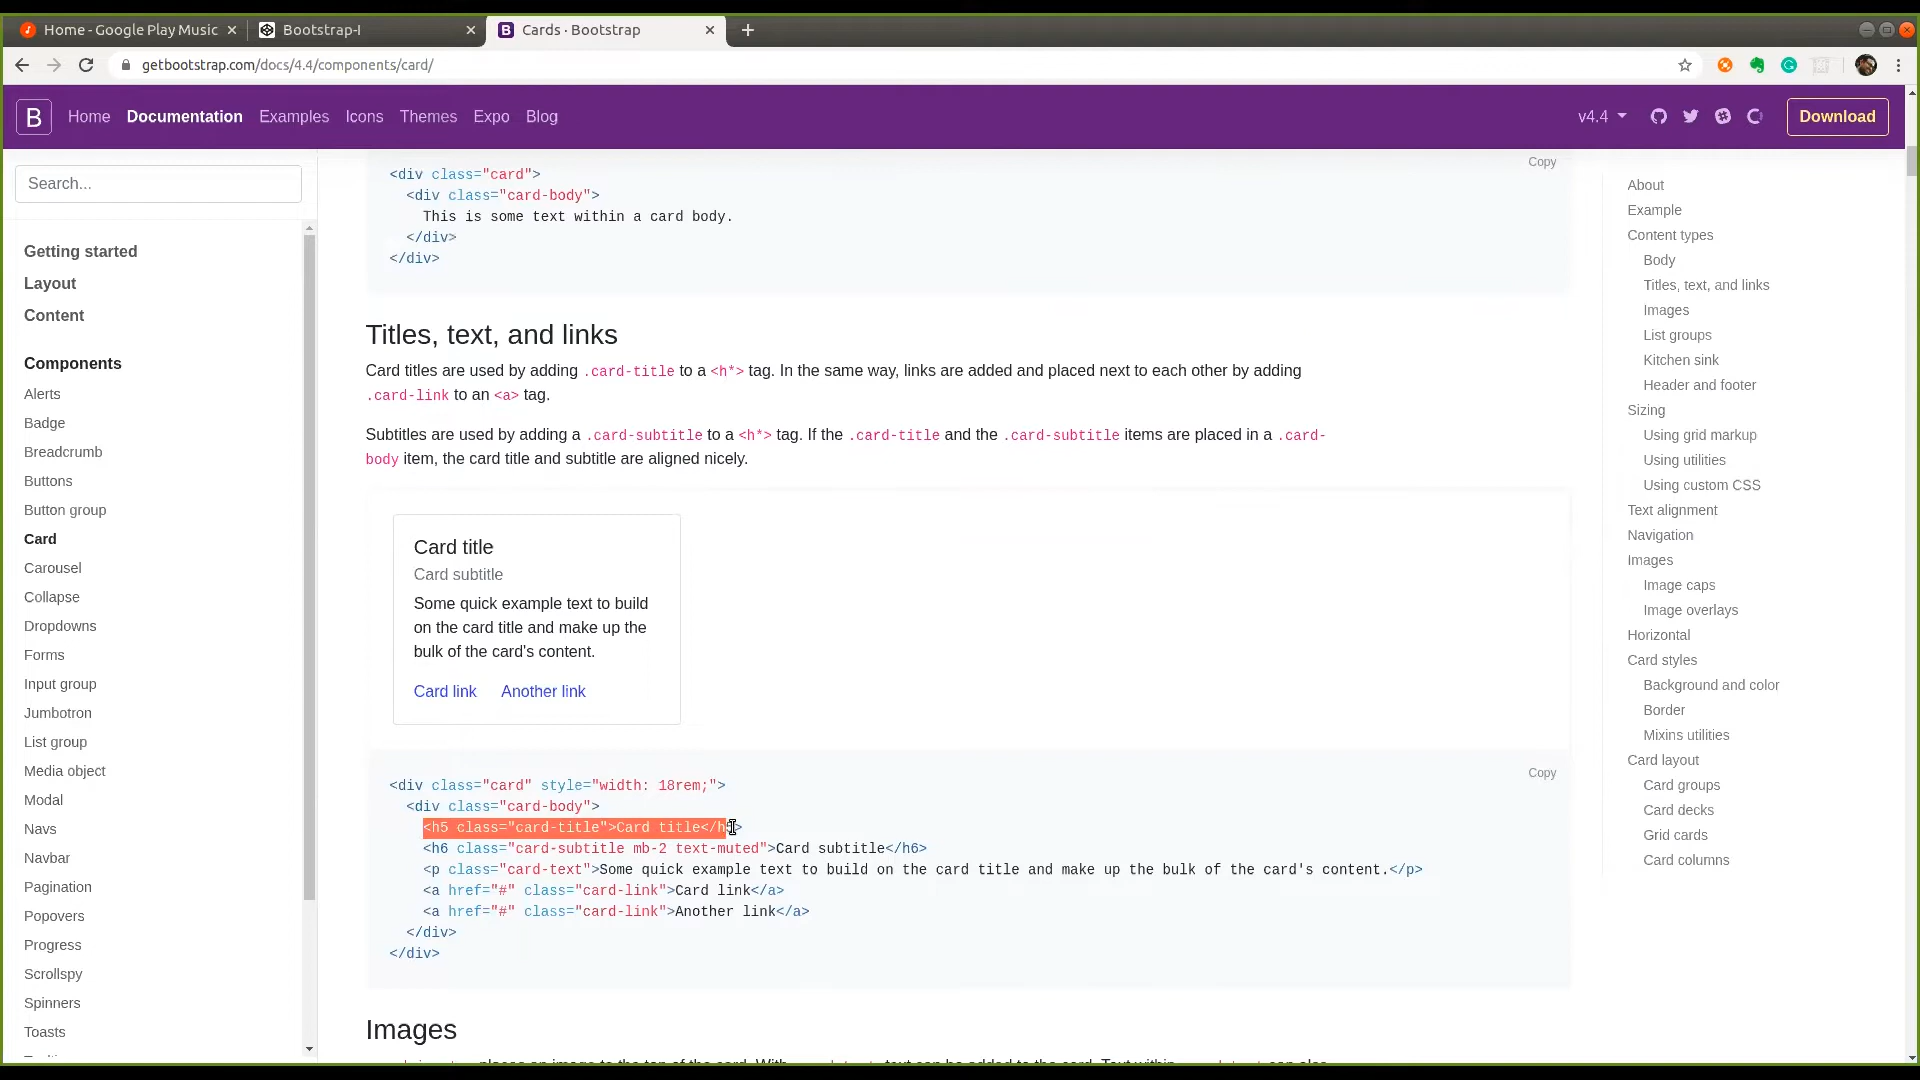 Home - Google Play Music
Bootstrap-I
Cards · Bootstrap
getbootstrap.com/docs/4.4/components/card/
B Home Documentation Examples Icons Themes Expo Blog
v4.4
Download
Search...
Getting started
Layout
Content
Components
Alerts
Badge
Breadcrumb
Buttons
Button group
Card
Carousel
Collapse
Dropdowns
Forms
Input group
Jumbotron
List group
Media object
Modal
Navs
Navbar
Pagination
Popovers
Progress
Scrollspy
Spinners
Toasts
Copy
<div class="card">
<div class="card-body">
This is some text within a card body.
</div>
</div>
Titles, text, and links
Card titles are used by adding .card-title to a <h*> tag. In the same way, links are added and placed next to each other by adding
.card-link to an <a> tag.
Subtitles are used by adding a .card-subtitle to a <h*> tag. If the .card-title and the .card-subtitle items are placed in a .card-
body item, the card title and subtitle are aligned nicely.
Card title
Card subtitle
Some quick example text to build
on the card title and make up the
bulk of the card's content.
Card link Another link
Copy
<div class="card" style="width: 18rem;">
<div class="card-body">
<h5 class="card-title">Card title</h5>
<h6 class="card-subtitle mb-2 text-muted">Card subtitle</h6>
<p class="card-text">Some quick example text to build on the card title and make up the bulk of the card's content.</p>
<a href="#" class="card-link">Card link</a>
<a href="#" class="card-link">Another link</a>
</div>
</div>
Images
About
Example
Content types
Body
Titles, text, and links
Images
List groups
Kitchen sink
Header and footer
Sizing
Using grid markup
Using utilities
Using custom CSS
Text alignment
Navigation
Images
Image caps
Image overlays
Horizontal
Card styles
Background and color
Border
Mixins utilities
Card layout
Card groups
Card decks
Grid cards
Card columns